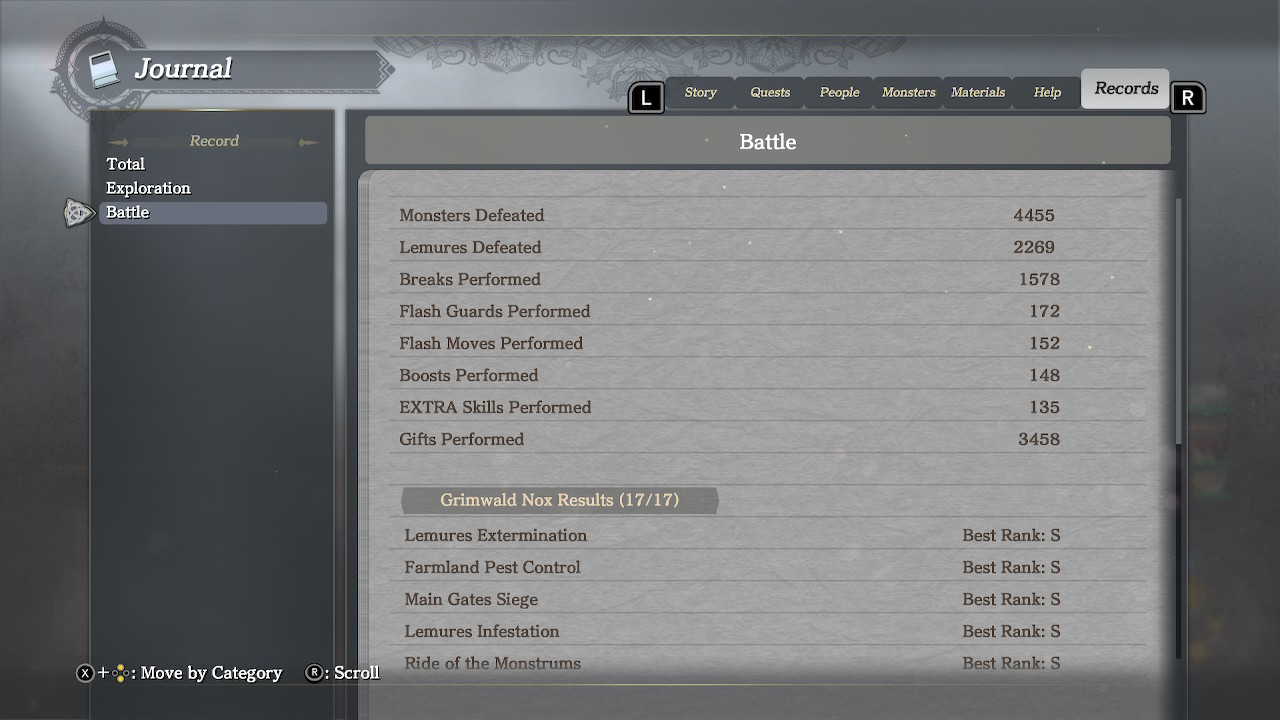 Journal
L Story Quests People Monsters Materials Help Records R
Record
Total
Exploration
Battle
Battle
Monsters Defeated 4455
Lemures Defeated 2269
Breaks Performed 1578
Flash Guards Performed 172
Flash Moves Performed 152
Boosts Performed 148
EXTRA Skills Performed 135
Gifts Performed 3458
Grimwald Nox Results (17/17)
Lemures Extermination Best Rank: S
Farmland Pest Control Best Rank: S
Main Gates Siege Best Rank: S
Lemures Infestation Best Rank: S
Ride of the Monstrums Best Rank: S
X+: Move by Category R: Scroll